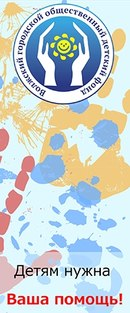 Волжский городской общественный детский фонд
Детям нужна
Ваша помощь!